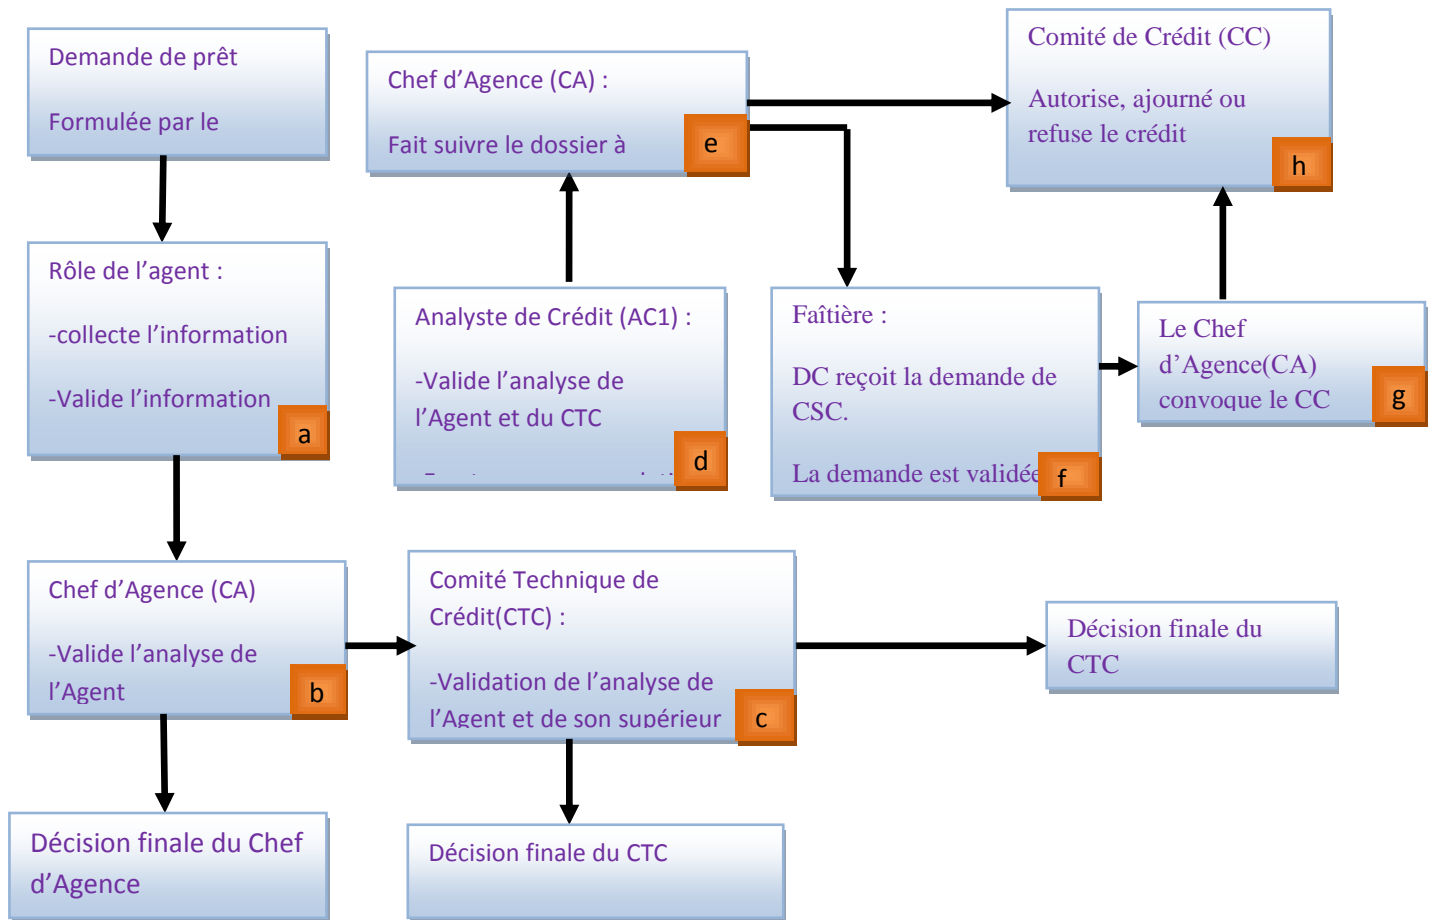 Demande de prêt
Formulée par le
Rôle de l’agent :
-collecte l’information
-Valide l’information
a
Chef d’Agence (CA)
-Valide l’analyse de
l’Agent
b
Décision finale du Chef
d’Agence
Chef d’Agence (CA) :
Fait suivre le dossier à
e
Analyste de Crédit (AC1) :
-Valide l’analyse de
l’Agent et du CTC
d
Comité Technique de
Crédit(CTC) :
-Validation de l’analyse de
l’Agent et de son supérieur
c
Décision finale du CTC
Comité de Crédit (CC)
Autorise, ajourné ou
refuse le crédit
h
Faîtière :
DC reçoit la demande de
CSC.
La demande est validée
f
Le Chef
d’Agence(CA)
convoque le CC
g
Décision finale du
CTC